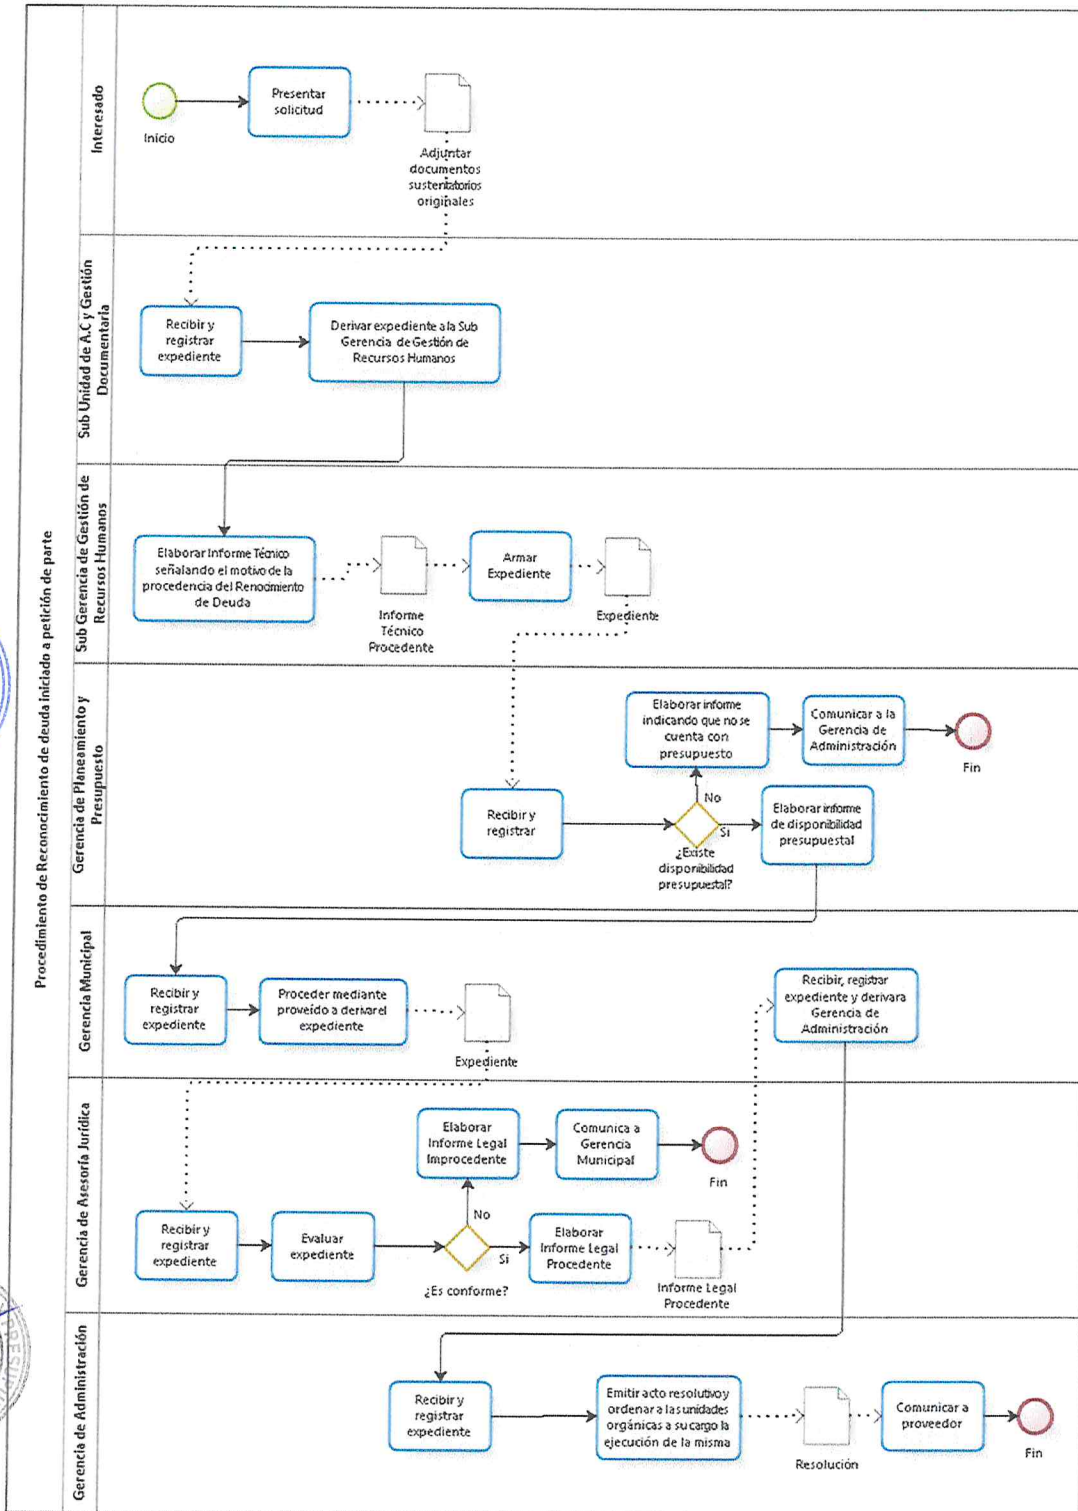 Procedimiento de Reconocimiento de deuda iniciado a petición de parte
Interesado
Inicio
Presentar
solicitud
Adjuntar
documentos
sustentatorios
originales
Sub Unidad de A.C y Gestión
Documentaria
Recibir y
registrar
expediente
Derivar expediente a la Sub
Gerencia de Gestión de
Recursos Humanos
Sub Gerencia de Gestión de
Recursos Humanos
Elaborar Informe Técnico
señalando el motivo de la
procedencia del Renocimiento
de Deuda
Informe
Técnico
Procedente
Armar
Expediente
Expediente
Gerencia de Planeamiento y
Presupuesto
Recibir y
registrar
¿Existe
disponibilidad
presupuestal?
No
Si
Elaborar informe
indicando que no se
cuenta con
presupuesto
Comunicar a la
Gerencia de
Administración
Fin
Elaborar informe
de disponibilidad
presupuestal
Gerencia Municipal
Recibir y
registrar
expediente
Proceder mediante
proveído a derivar el
expediente
Expediente
Recibir, registrar
expediente y derivar a
Gerencia de
Administración
Gerencia de Asesoría Jurídica
Recibir y
registrar
expediente
Evaluar
expediente
¿Es conforme?
No
Si
Elaborar
Informe Legal
Improcedente
Comunica a
Gerencia
Municipal
Fin
Elaborar
Informe Legal
Procedente
Informe Legal
Procedente
Gerencia de Administración
Recibir y
registrar
expediente
Emitir acto resolutivo y
ordenar a las unidades
orgánicas a su cargo la
ejecución de la misma
Resolución
Comunicar a
proveedor
Fin